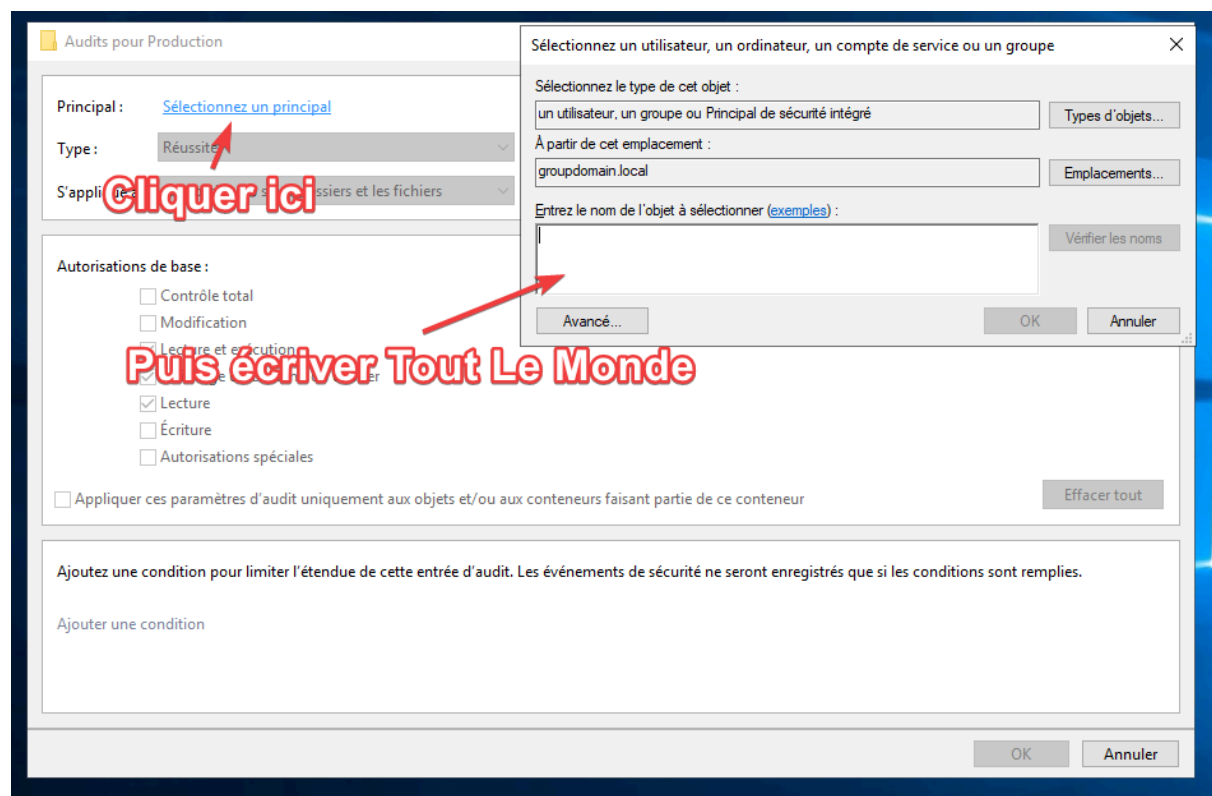 Audits pour Production
Principal :
Sélectionnez un principal
Type :
Réussite
S'applique à
ssiers et les fichiers
Cliquer ici
Autorisations de base :
Contrôle total
Modification
Lecture et exécution
Lecture
Écriture
Autorisations spéciales
Appliquer ces paramètres d'audit uniquement aux objets et/ou aux conteneurs faisant partie de ce conteneur
Effacer tout
Puis écriver Tout Le Monde
Sélectionnez un utilisateur, un ordinateur, un compte de service ou un groupe
Sélectionnez le type de cet objet :
un utilisateur, un groupe ou Principal de sécurité intégré
Types d'objets...
À partir de cet emplacement :
groupdomain.local
Emplacements...
Entrez le nom de l'objet à sélectionner (exemples) :
Vérifier les noms
Avancé...
OK
Annuler
Ajoutez une condition pour limiter l'étendue de cette entrée d'audit. Les événements de sécurité ne seront enregistrés que si les conditions sont remplies.
Ajouter une condition
OK
Annuler